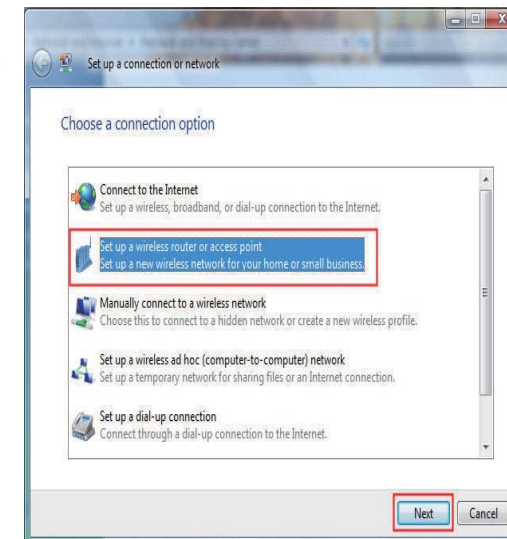 Set up a connection or network
Choose a connection option
Connect to the Internet
Set up a wireless, broadband, or dial-up connection to the Internet.
Set up a wireless router or access point
Set up a new wireless network for your home or small business.
Manually connect to a wireless network
Choose this to connect to a hidden network or create a new wireless profile.
Set up a wireless ad hoc (computer-to-computer) network
Set up a temporary network for sharing files or an Internet connection.
Set up a dial-up connection
Connect through a dial-up connection to the Internet.
Next Cancel